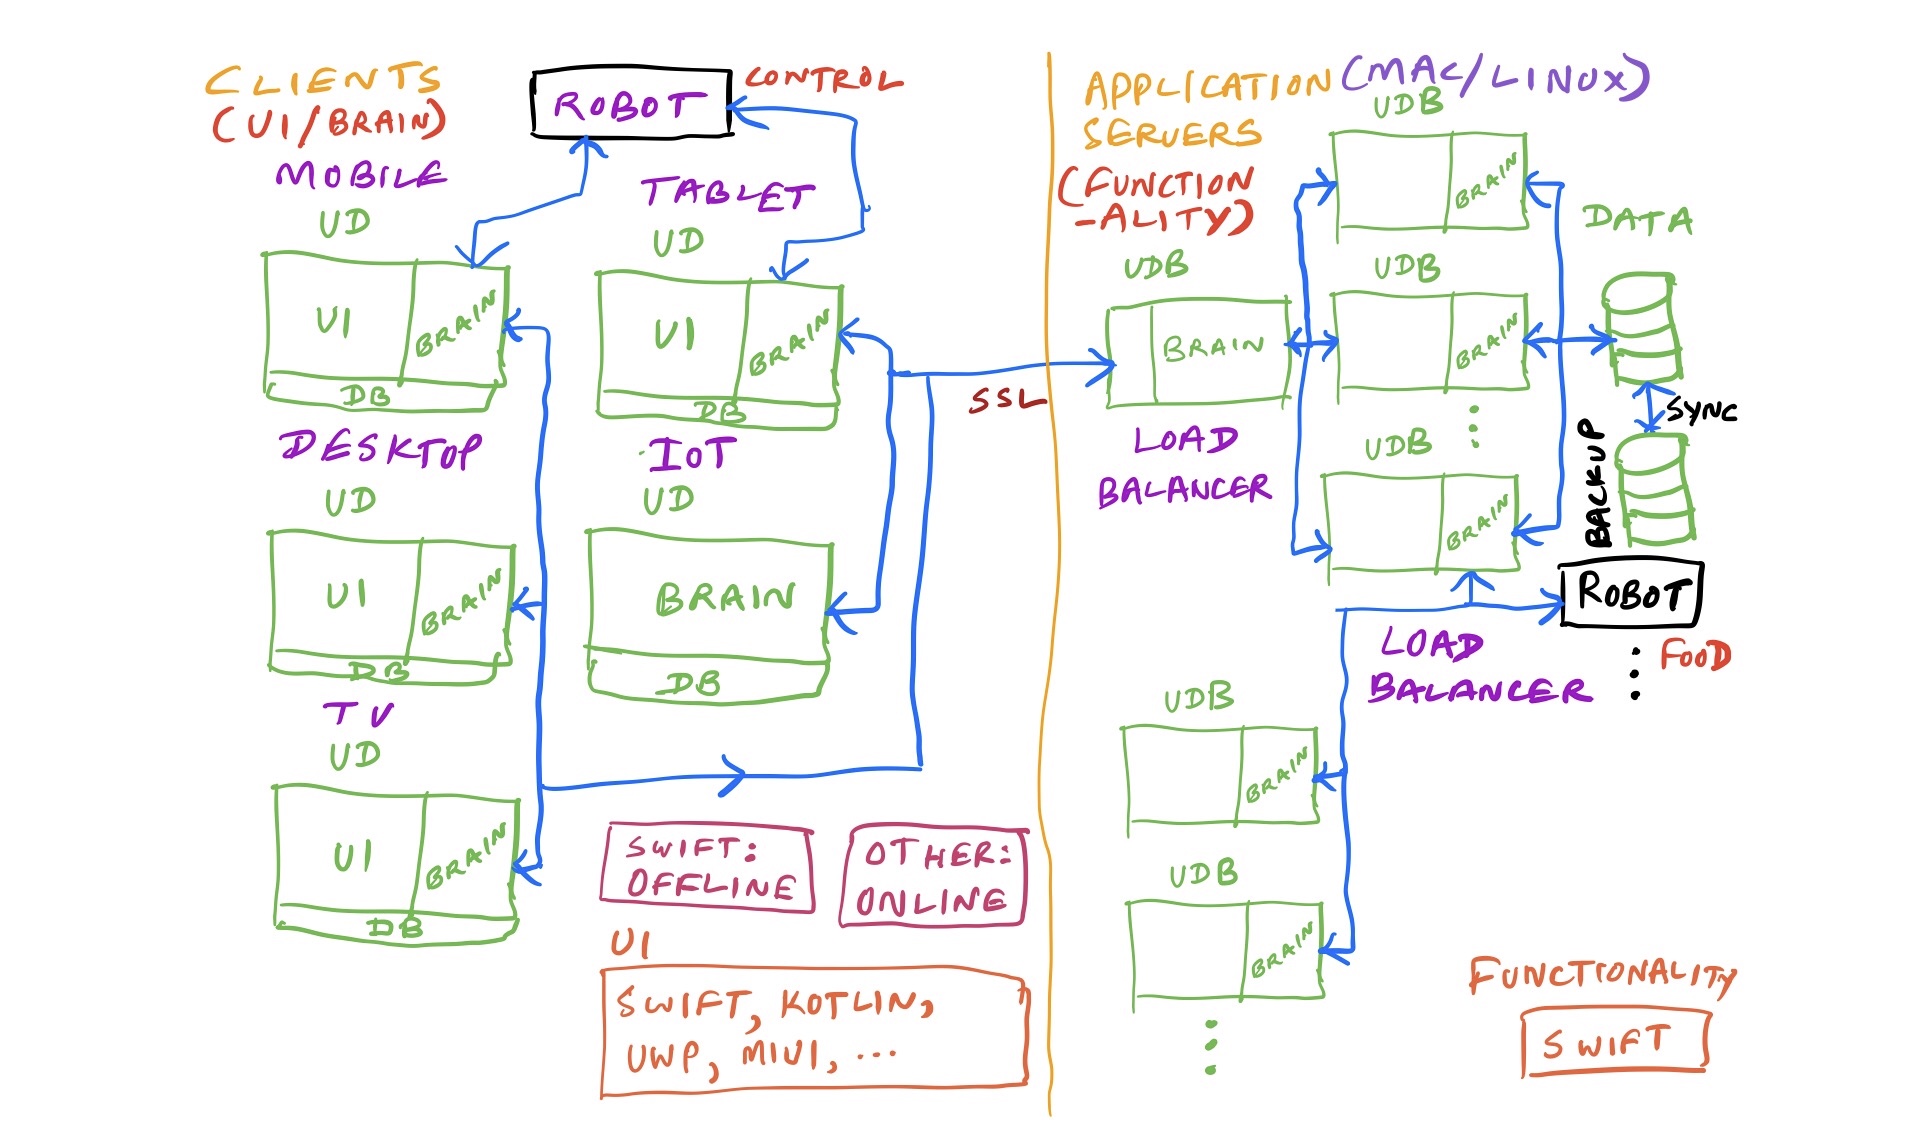 CLIENTS
(UI/BRAIN)
MOBILE
UD
UI
BRAIN
DB
DESKTOP
UD
UI
BRAIN
DB
TV
UD
UI
BRAIN
DB
ROBOT
CONTROL
TABLET
UD
UI
BRAIN
DB
IOT
UD
BRAIN
DB
SWIFT:
OFFLINE
OTHER:
ONLINE
UI
SWIFT, KOTLIN,
UWP, MIUI, ...
SSL
APPLICATION (MAC/LINUX)
SERVERS
(FUNCTION
-ALITY)
UDB
BRAIN
LOAD
BALANCER
UDB
BRAIN
UDB
BRAIN
UDB
BRAIN
DATA
SYNC
BACKUP
ROBOT
FOOD
LOAD
BALANCER
UDB
BRAIN
UDB
BRAIN
FUNCTIONALITY
SWIFT